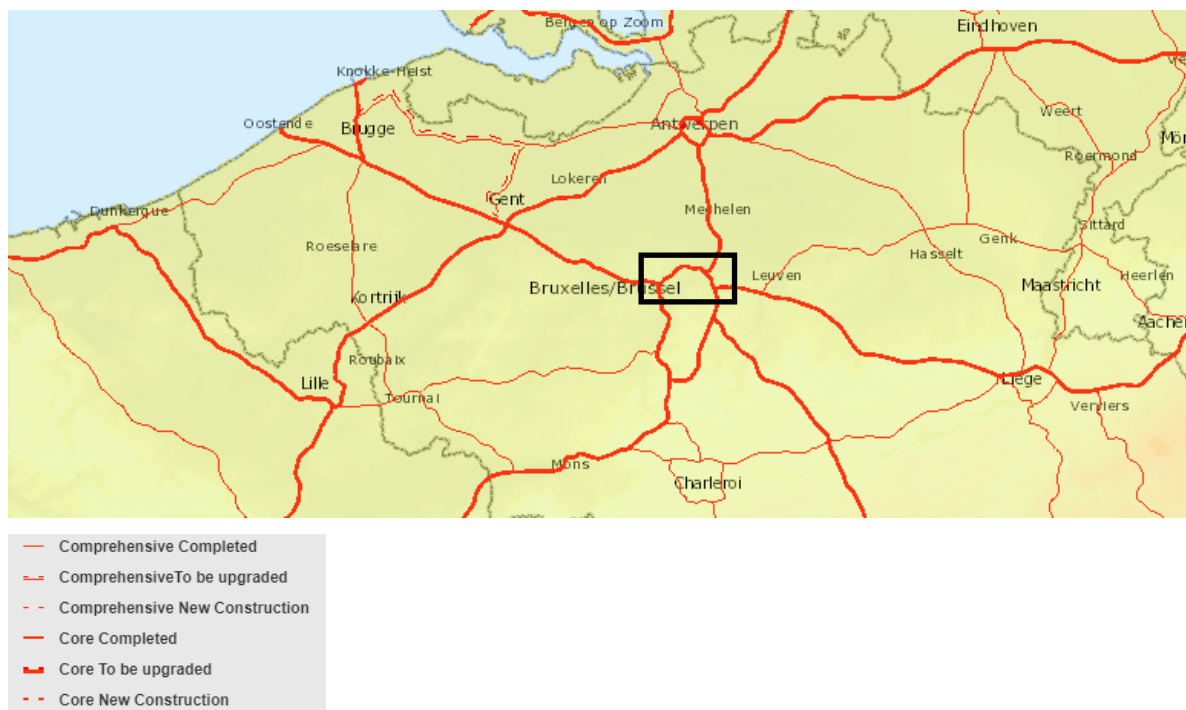 Bergen op Zoom
Eindhoven
Knokke-Heist
Weert
Oostende
Brugge
Antwerpen
Roermond
Lokeren
Gent
Dunkerque
Mechelen
Sittard
Roeselare
Genk
Hasselt
Bruxelles/Brussel
Leuven
Heerlen
Maastricht
Kortrijk
Aachen
Roubaix
Lille
Liège
Tournai
Verviers
Mons
Charleroi
Comprehensive Completed
ComprehensiveTo be upgraded
Comprehensive New Construction
Core Completed
Core To be upgraded
Core New Construction